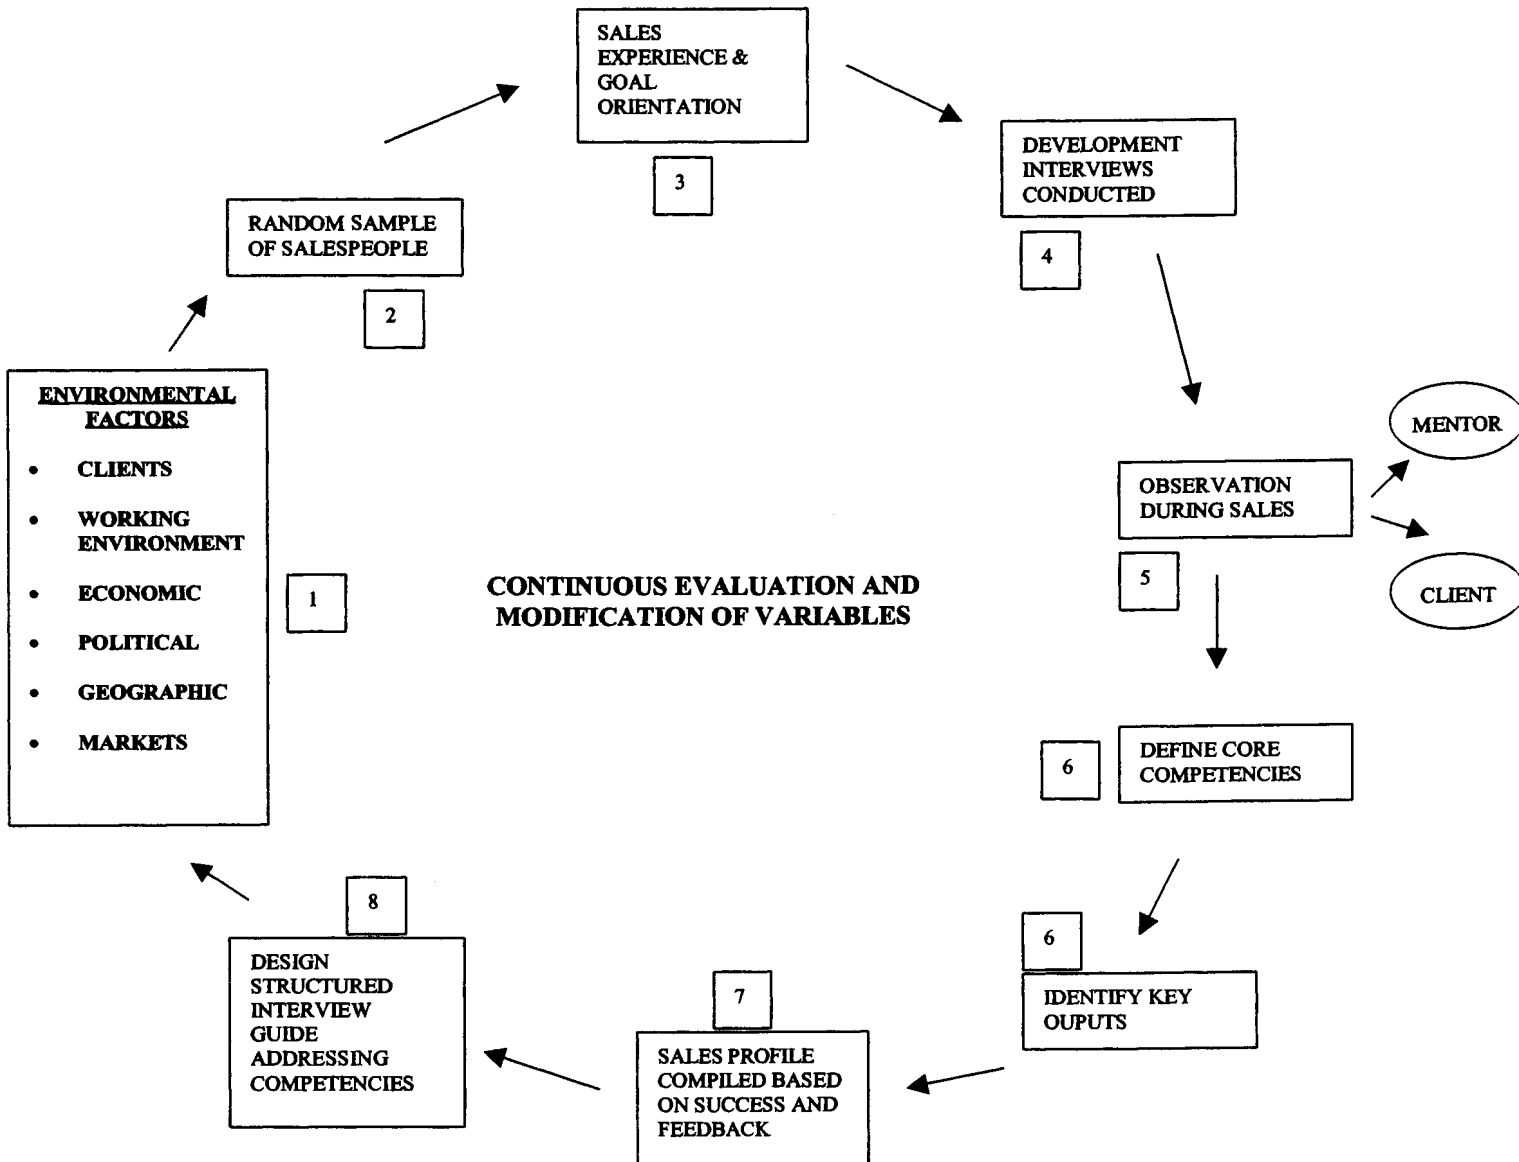 SALES
EXPERIENCE &
GOAL
ORIENTATION
3
DEVELOPMENT
INTERVIEWS
CONDUCTED
4
RANDOM SAMPLE
OF SALESPEOPLE
2
ENVIRONMENTAL
FACTORS
• CLIENTS
• WORKING
ENVIRONMENT
• ECONOMIC
• POLITICAL
• GEOGRAPHIC
• MARKETS
1
CONTINUOUS EVALUATION AND
MODIFICATION OF VARIABLES
OBSERVATION
DURING SALES
5
MENTOR
CLIENT
6
DEFINE CORE
COMPETENCIES
6
IDENTIFY KEY
OUPUTS
7
SALES PROFILE
COMPILED BASED
ON SUCCESS AND
FEEDBACK
8
DESIGN
STRUCTURED
INTERVIEW
GUIDE
ADDRESSING
COMPETENCIES